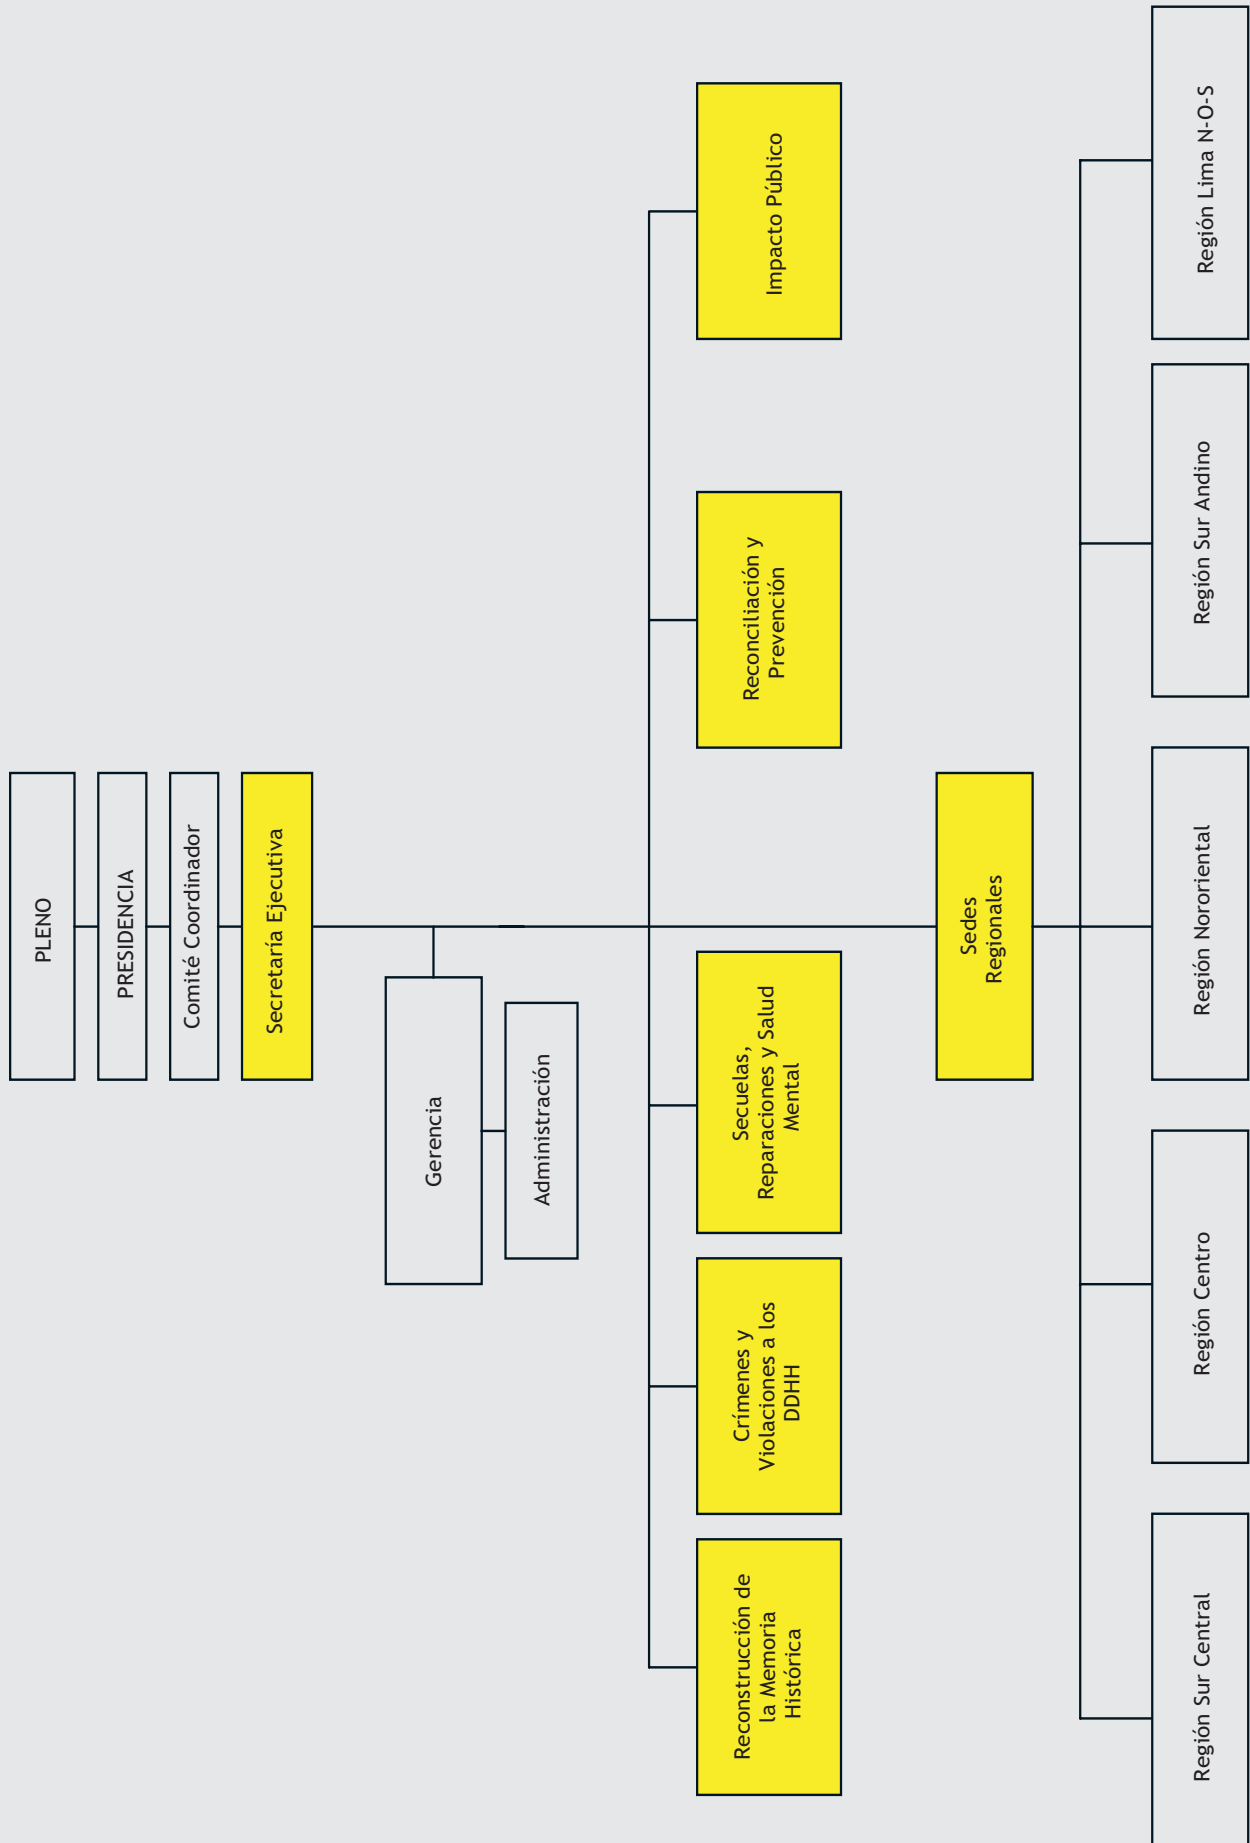 PLENO
PRESIDENCIA
Comité Coordinador
Secretaría Ejecutiva
Gerencia
Administración
Reconstrucción de
la Memoria
Histórica
Crímenes y
Violaciones a los
DDHH
Secuelas,
Reparaciones y Salud
Mental
Reconciliación y
Prevención
Impacto Público
Sedes
Regionales
Región Sur Central
Región Centro
Región Nororiental
Región Sur Andino
Región Lima N-O-S